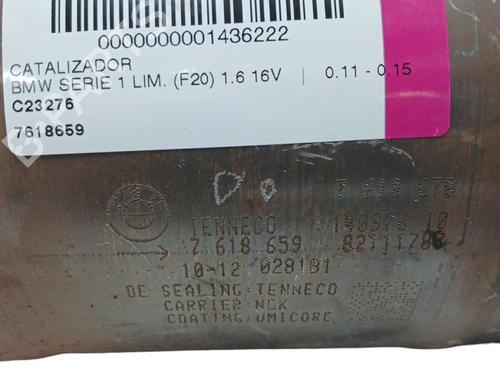 0000000001436222
CATALIZADOR
BMW SERIE 1 LIM. (F20) 1.6 16V | 0.11 - 0.15
C23276
7618659
TENNECO
7 618 659
10-12 028181
DE SEALING:TENNECO
CARRIER:NGK
COATING:UMICORE